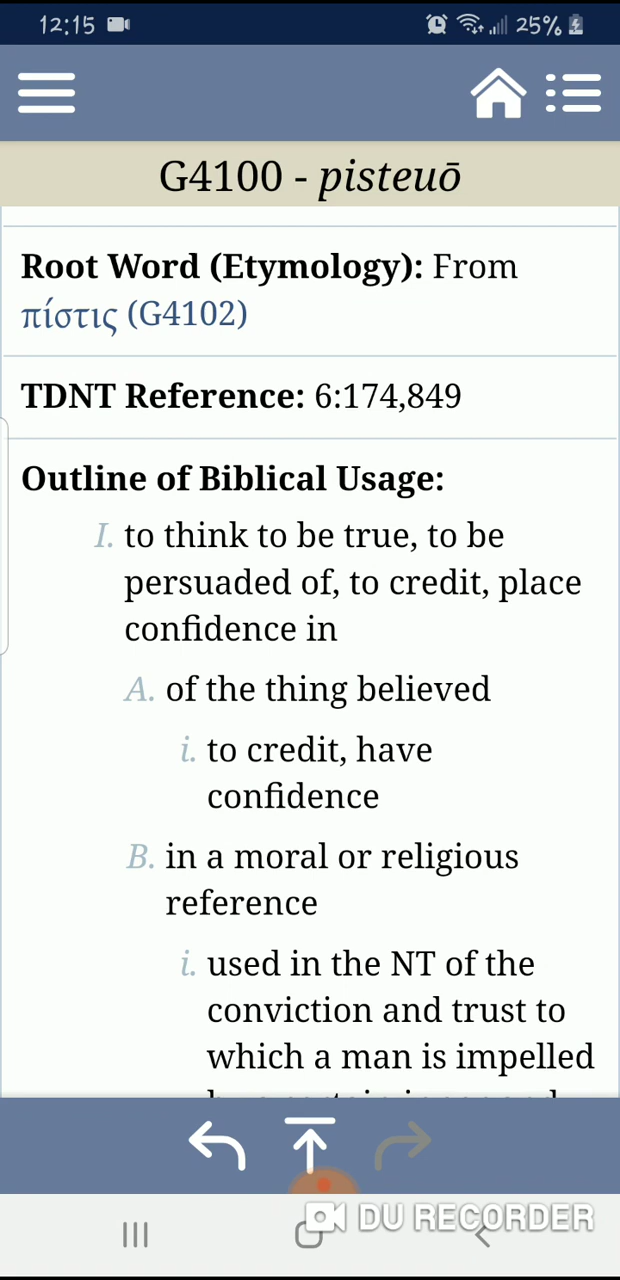 12:15 25%
G4100 - pisteuō
Root Word (Etymology): From
πίστις (G4102)
TDNT Reference: 6:174,849
Outline of Biblical Usage:
I. to think to be true, to be
persuaded of, to credit, place
confidence in
A. of the thing believed
i. to credit, have
confidence
B. in a moral or religious
reference
i. used in the NT of the
conviction and trust to
which a man is impelled
DU RECORDER